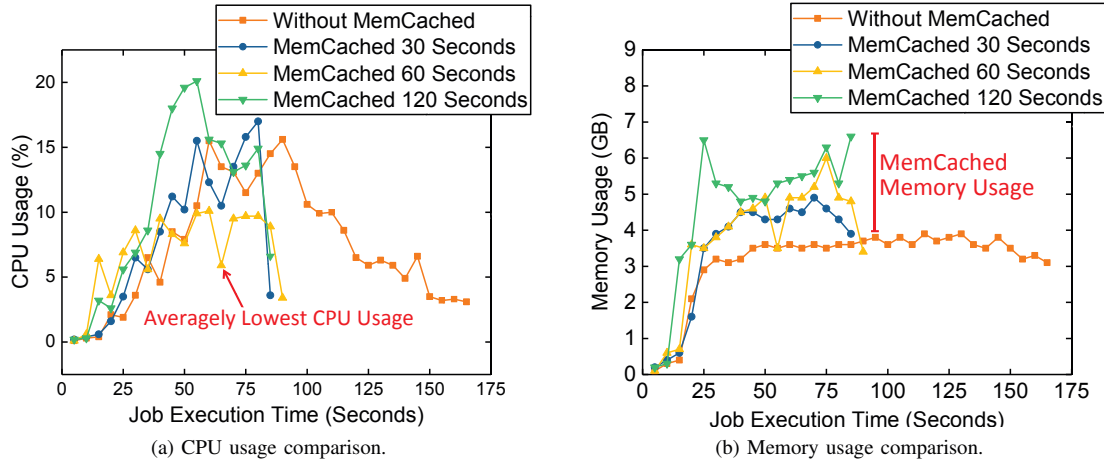 Without MemCached
MemCached 30 Seconds
MemCached 60 Seconds
MemCached 120 Seconds
20
15
10
5
0
CPU Usage (%)
Averagely Lowest CPU Usage
0 25 50 75 100 125 150 175
Job Execution Time (Seconds)
(a) CPU usage comparison.
Without MemCached
MemCached 30 Seconds
MemCached 60 Seconds
MemCached 120 Seconds
9
8
7
6
5
4
3
2
1
0
Memory Usage (GB)
MemCached
Memory Usage
0 25 50 75 100 125 150 175
Job Execution Time (Seconds)
(b) Memory usage comparison.